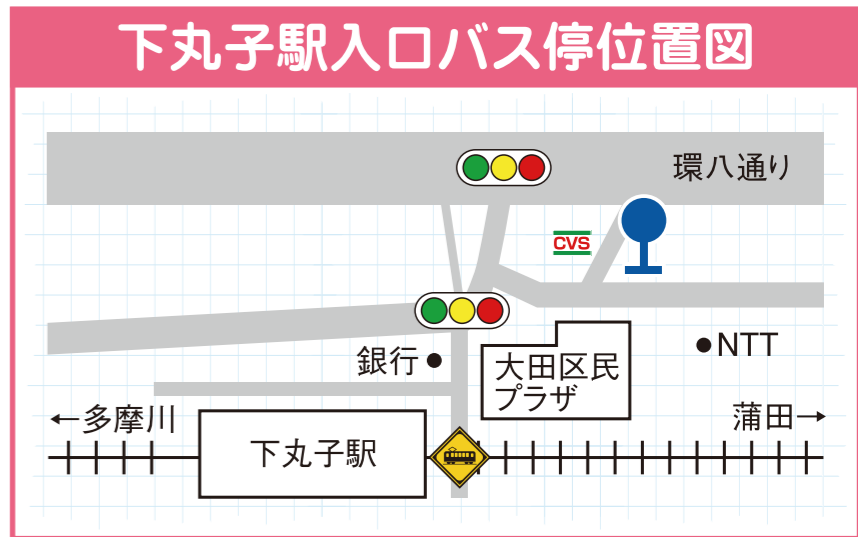 下丸子駅入口バス停位置図
環八通り
CVS
銀行
大田区民
プラザ
NTT
←多摩川
蒲田→
下丸子駅